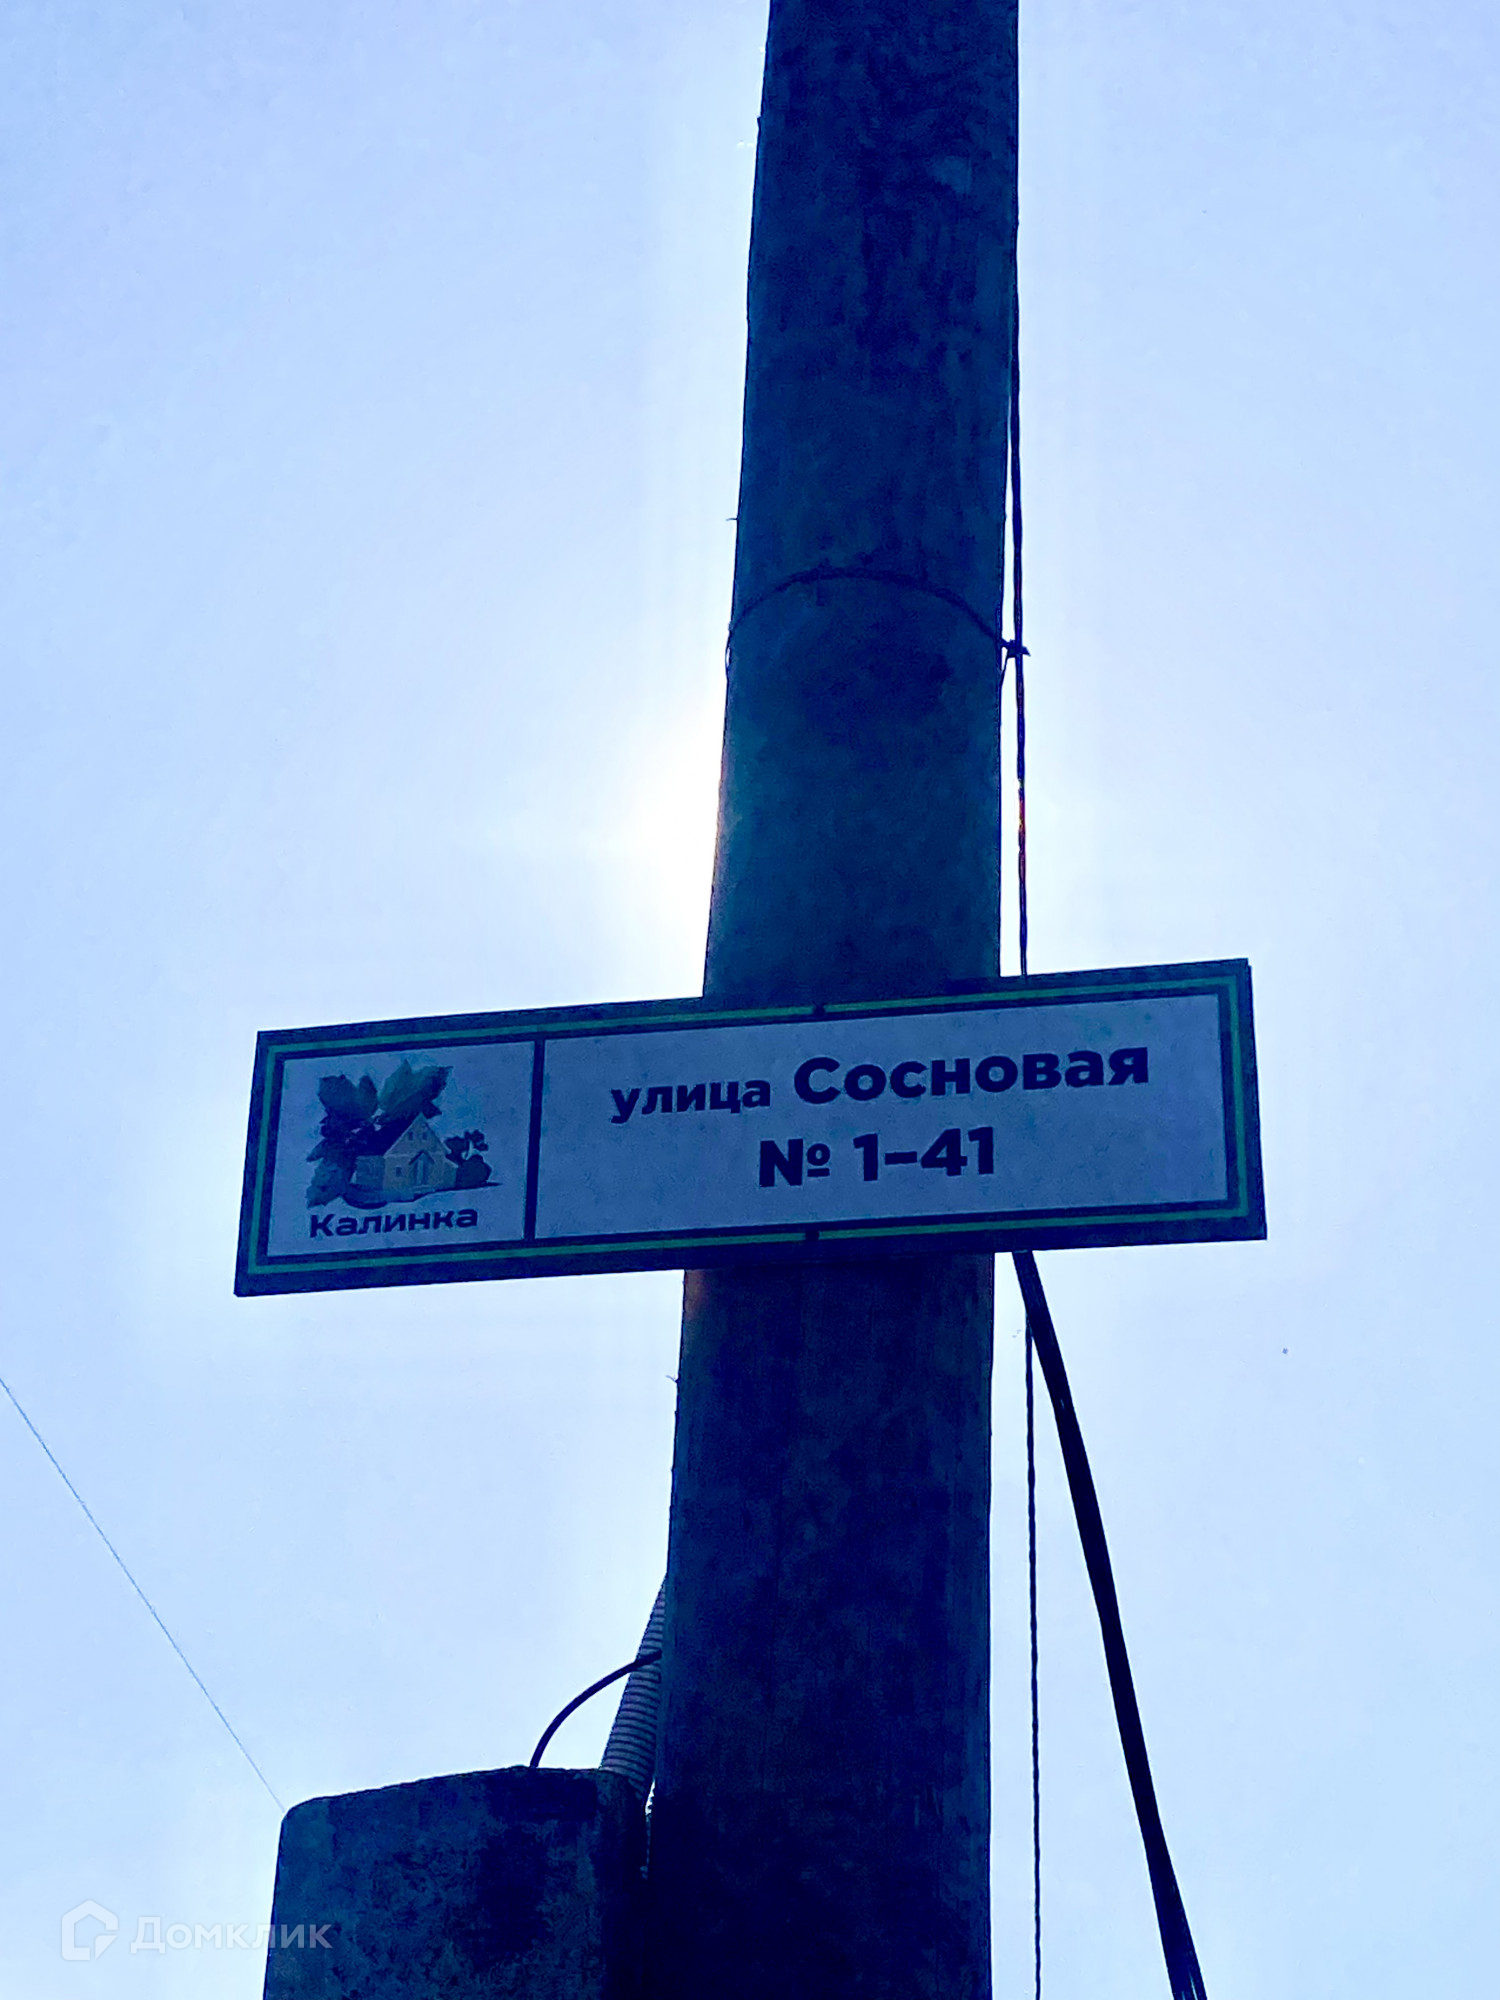 улица Сосновая
№ 1-41
Калинка
Домклик